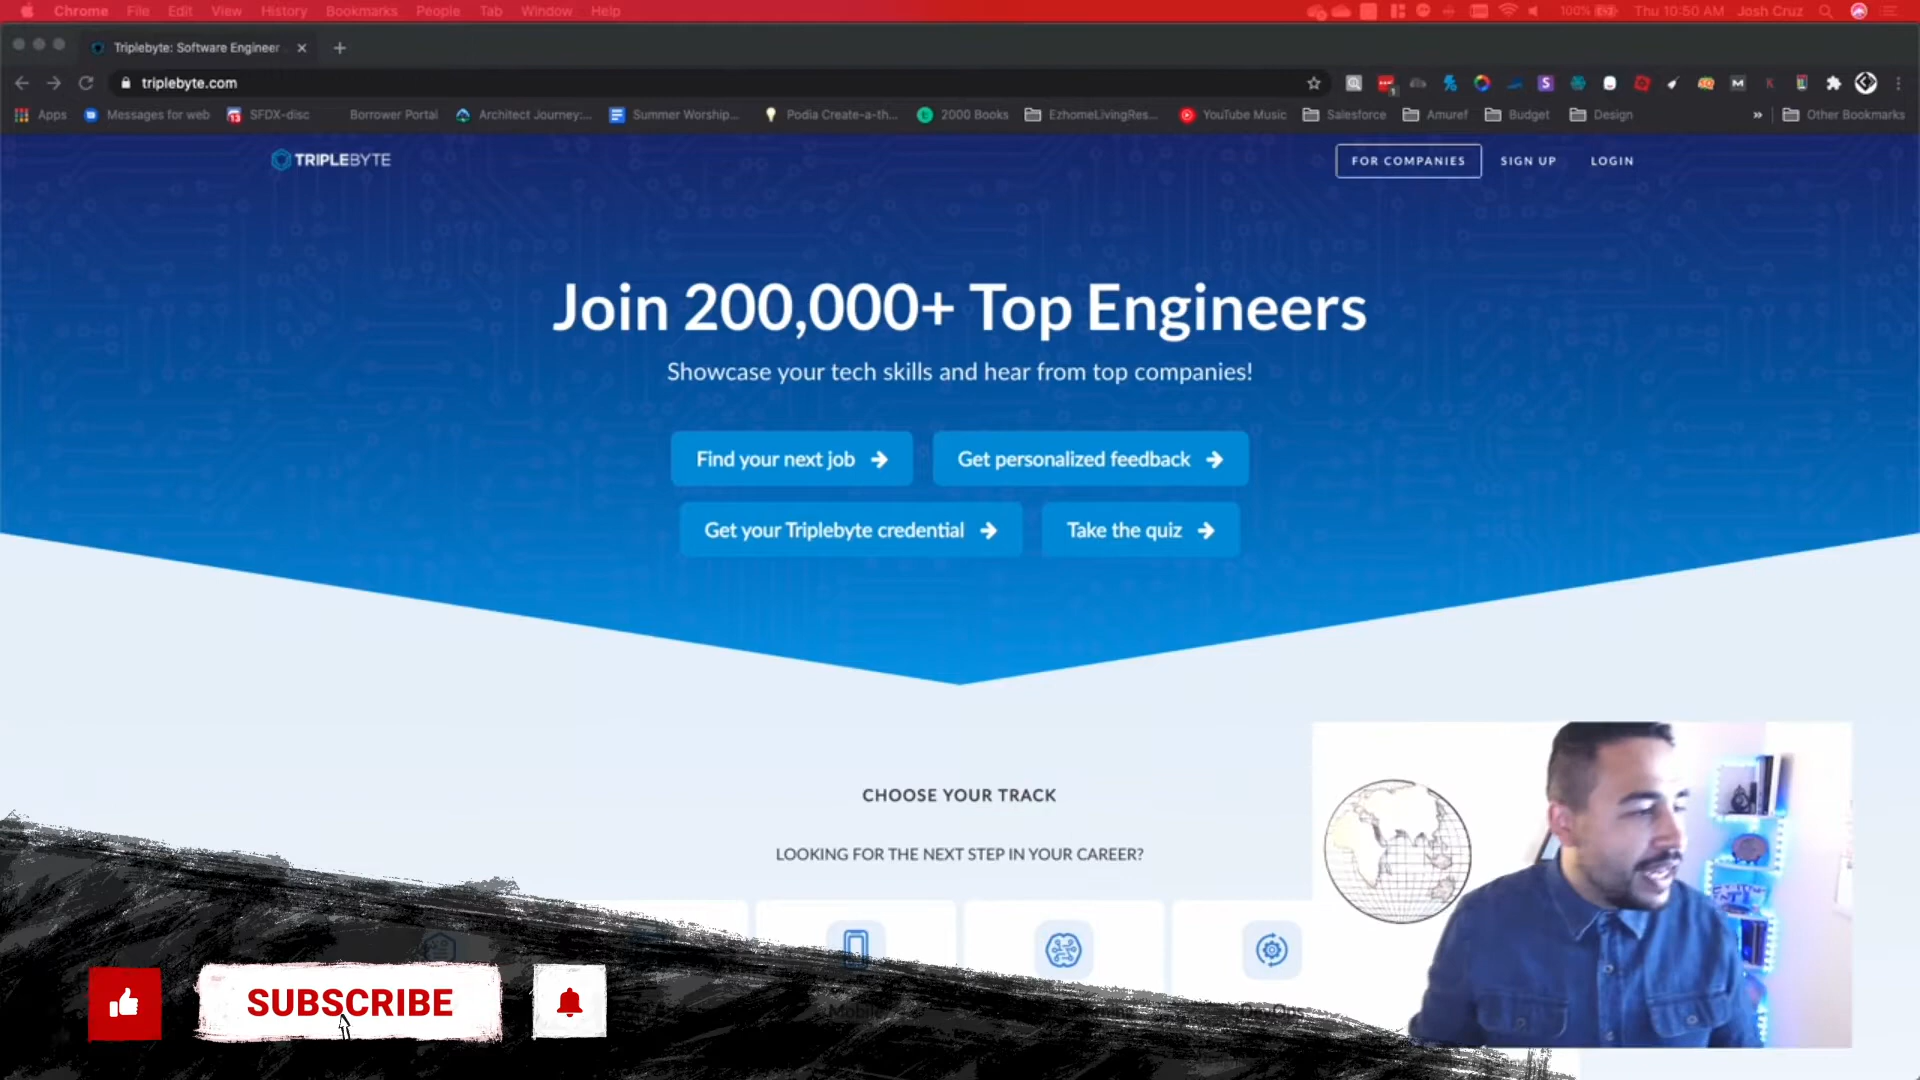 Chrome File Edit View History Bookmarks People Tab Window Help 100% Thu 10:50 AM Josh Cruz
Triplebyte: Software Engineer
triplebyte.com
Apps Messages for web SFDX-disc Borrower Portal Architect Journey:... Summer Worship... Podia Create-a-th... 2000 Books EzhomeLivingRes... YouTube Music Salesforce Amuref Budget Design » Other Bookmarks
TRIPLEBYTE
FOR COMPANIES SIGN UP LOGIN
Join 200,000+ Top Engineers
Showcase your tech skills and hear from top companies!
Find your next job → Get personalized feedback →
Get your Triplebyte credential → Take the quiz →
CHOOSE YOUR TRACK
LOOKING FOR THE NEXT STEP IN YOUR CAREER?
Mobile DevOps
SUBSCRIBE